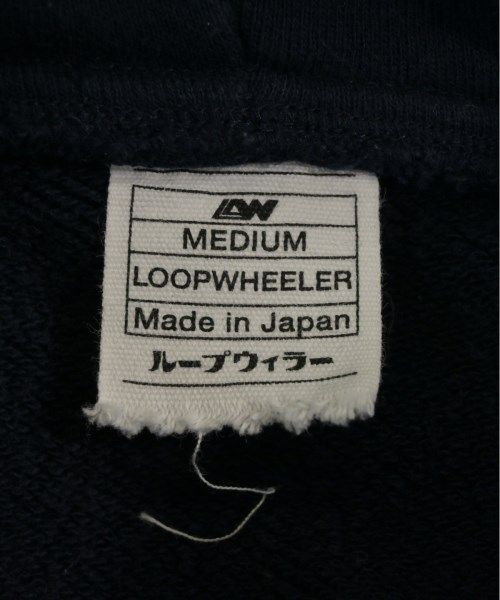 LW
MEDIUM
LOOPWHEELER
Made in Japan
ループウィラー